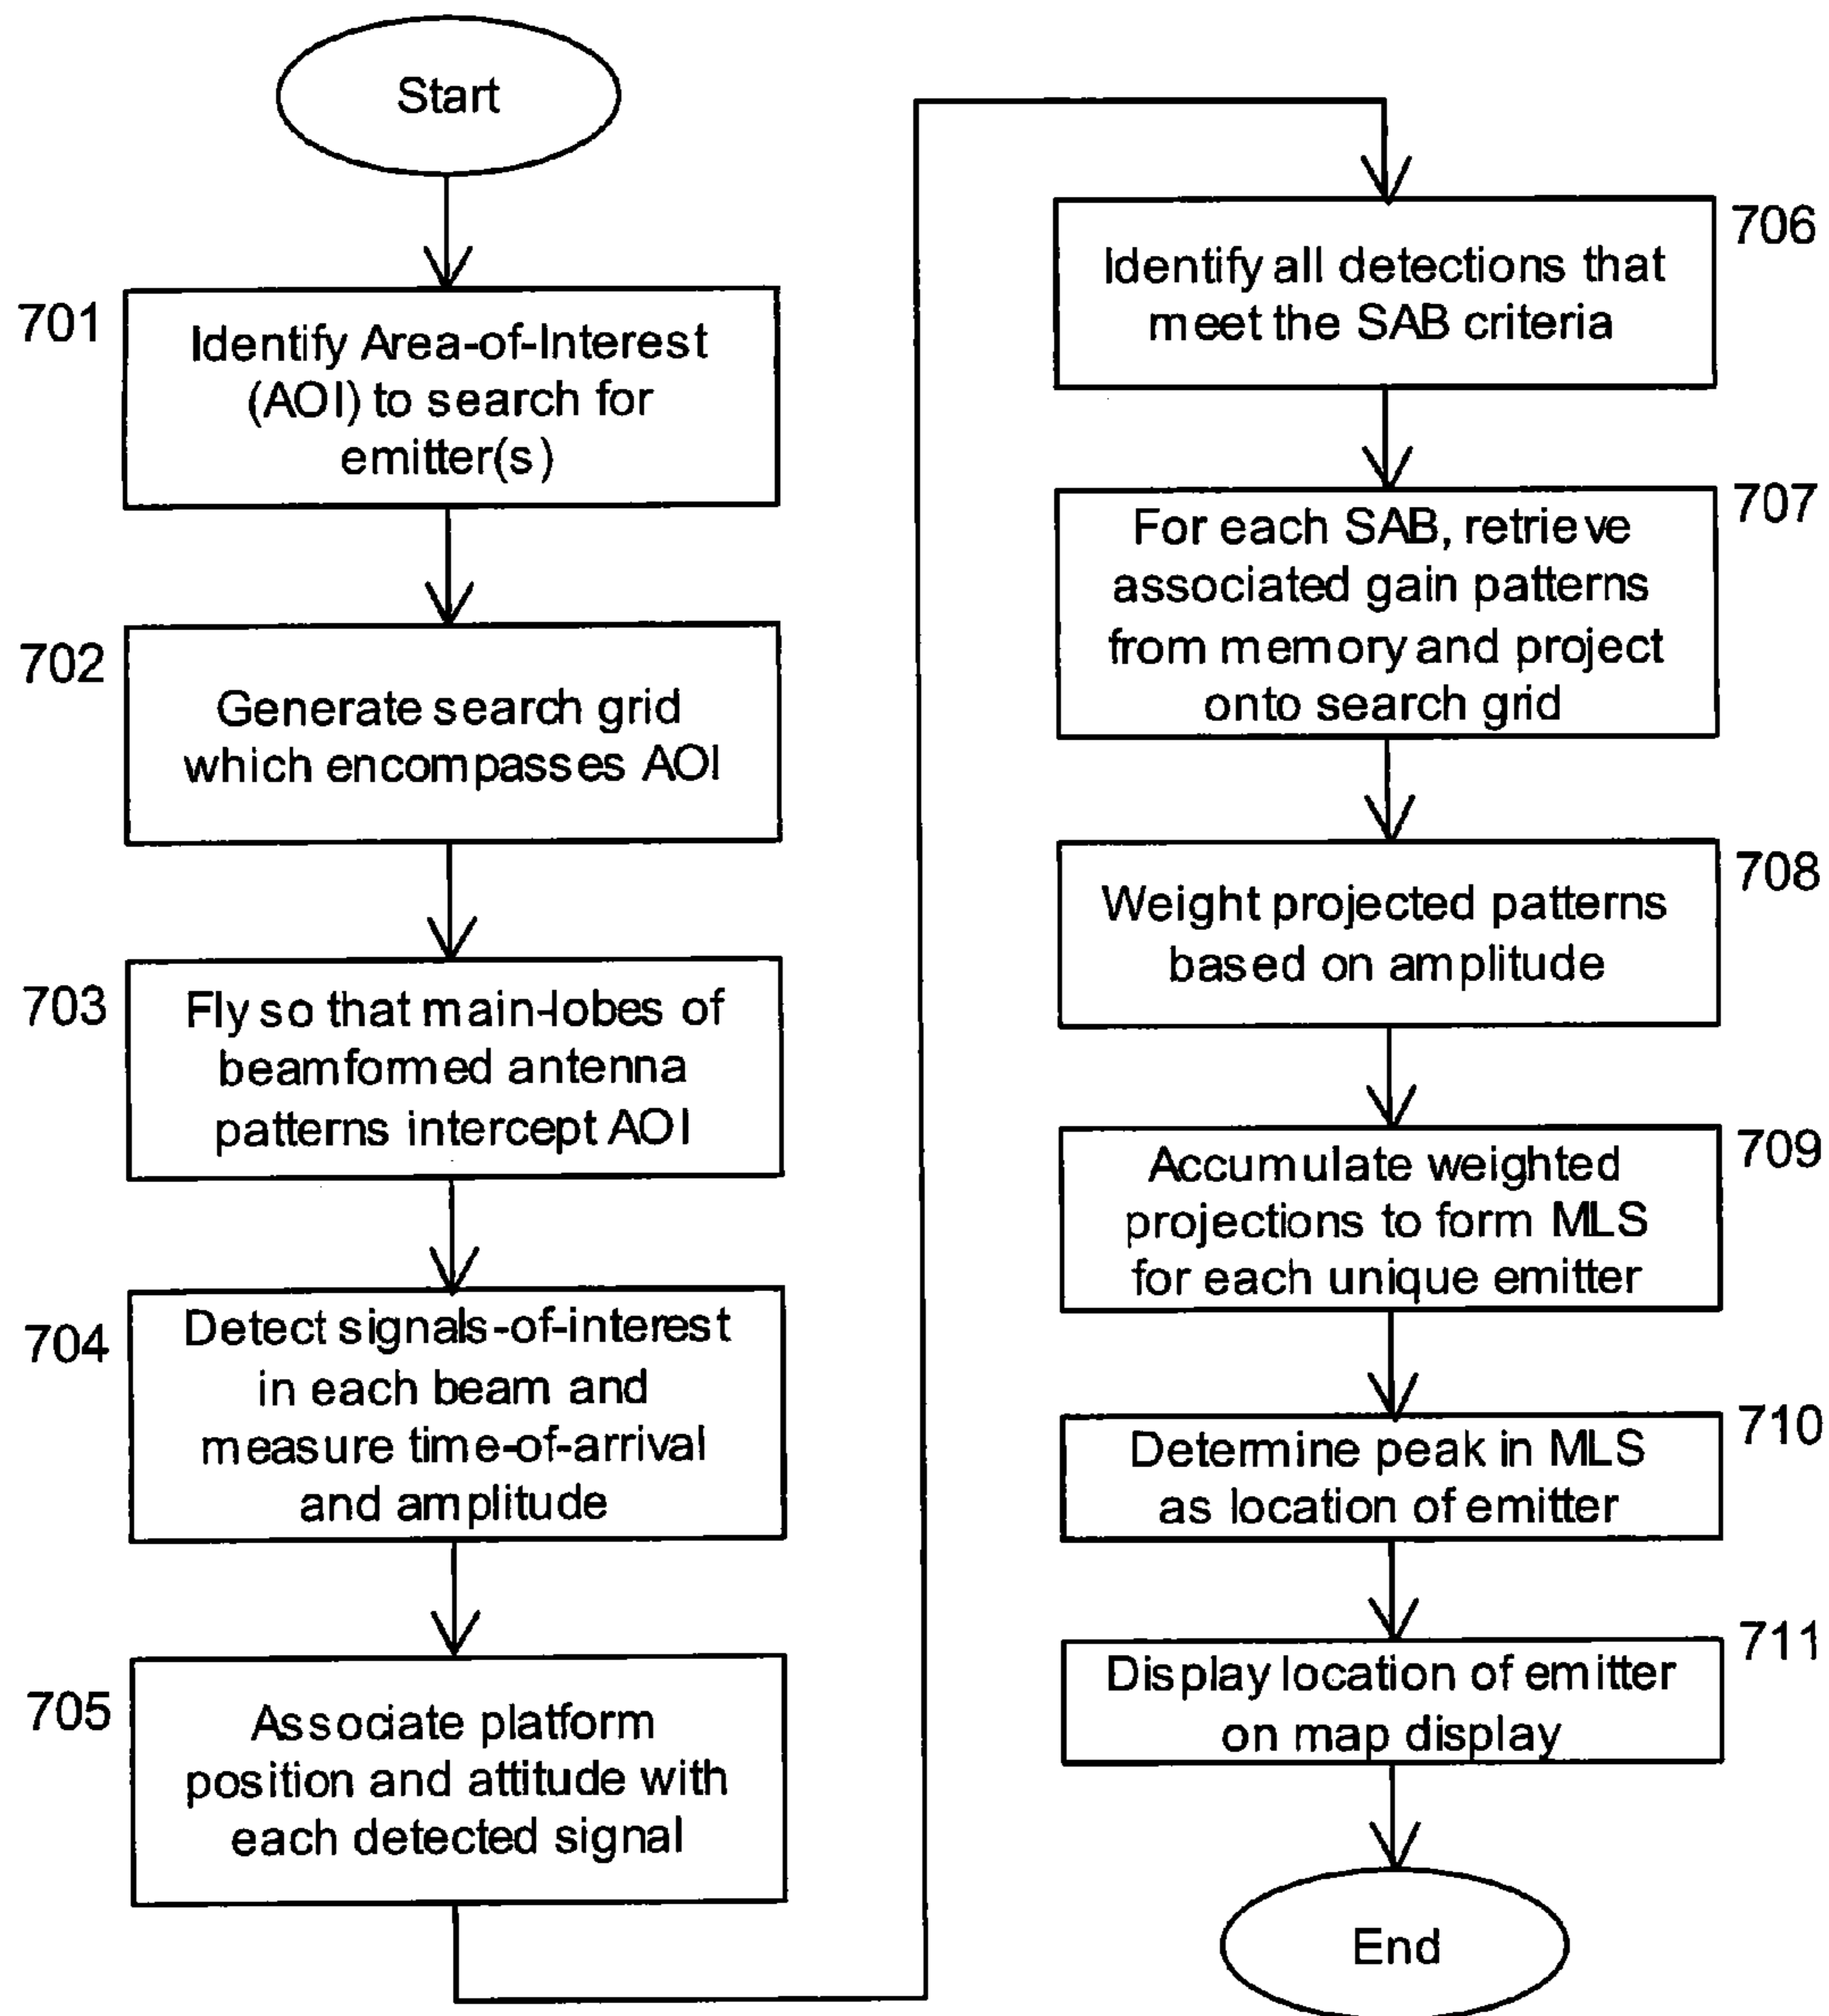 Start
701
Identify Area-of-Interest
(AOI) to search for
emitter(s)
702
Generate search grid
which encompasses AOI
703
Fly so that main-lobes of
beamformed antenna
patterns intercept AOI
704
Detect signals-of-interest
in each beam and
measure time-of-arrival
and amplitude
705
Associate platform
position and attitude with
each detected signal
706
Identify all detections that
meet the SAB criteria
707
For each SAB, retrieve
associated gain patterns
from memory and project
onto search grid
708
Weight projected patterns
based on amplitude
709
Accumulate weighted
projections to form MLS
for each unique emitter
710
Determine peak in MLS
as location of emitter
711
Display location of emitter
on map display
End